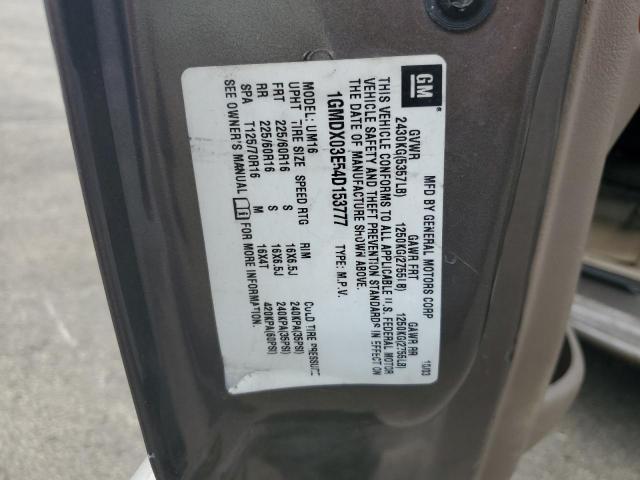 GM
MFD BY GENERAL MOTORS CORP 10/03
GVWR GAWR FRT GAWR RR
2430KG(5357LB) 1250KG(2755LB) 1250KG(2755LB)
THIS VEHICLE CONFORMS TO ALL APPLICABLE U.S. FEDERAL MOTOR
VEHICLE SAFETY AND THEFT PREVENTION STANDARDS IN EFFECT ON
THE DATE OF MANUFACTURE SHOWN ABOVE.
1GMDX03E54D153777 TYPE: M.P.V.
MODEL: UM16
UPHT TIRE SIZE SPEED RTG RIM COLD TIRE PRESSURE
FRT 225/60R16 S 16X6.5J 240KPA(35PSI)
RR 225/60R16 S 16X6.5J 240KPA(35PSI)
SPA T125/70R16 M 16X4T 420KPA(60PSI)
SEE OWNER'S MANUAL FOR MORE INFORMATION